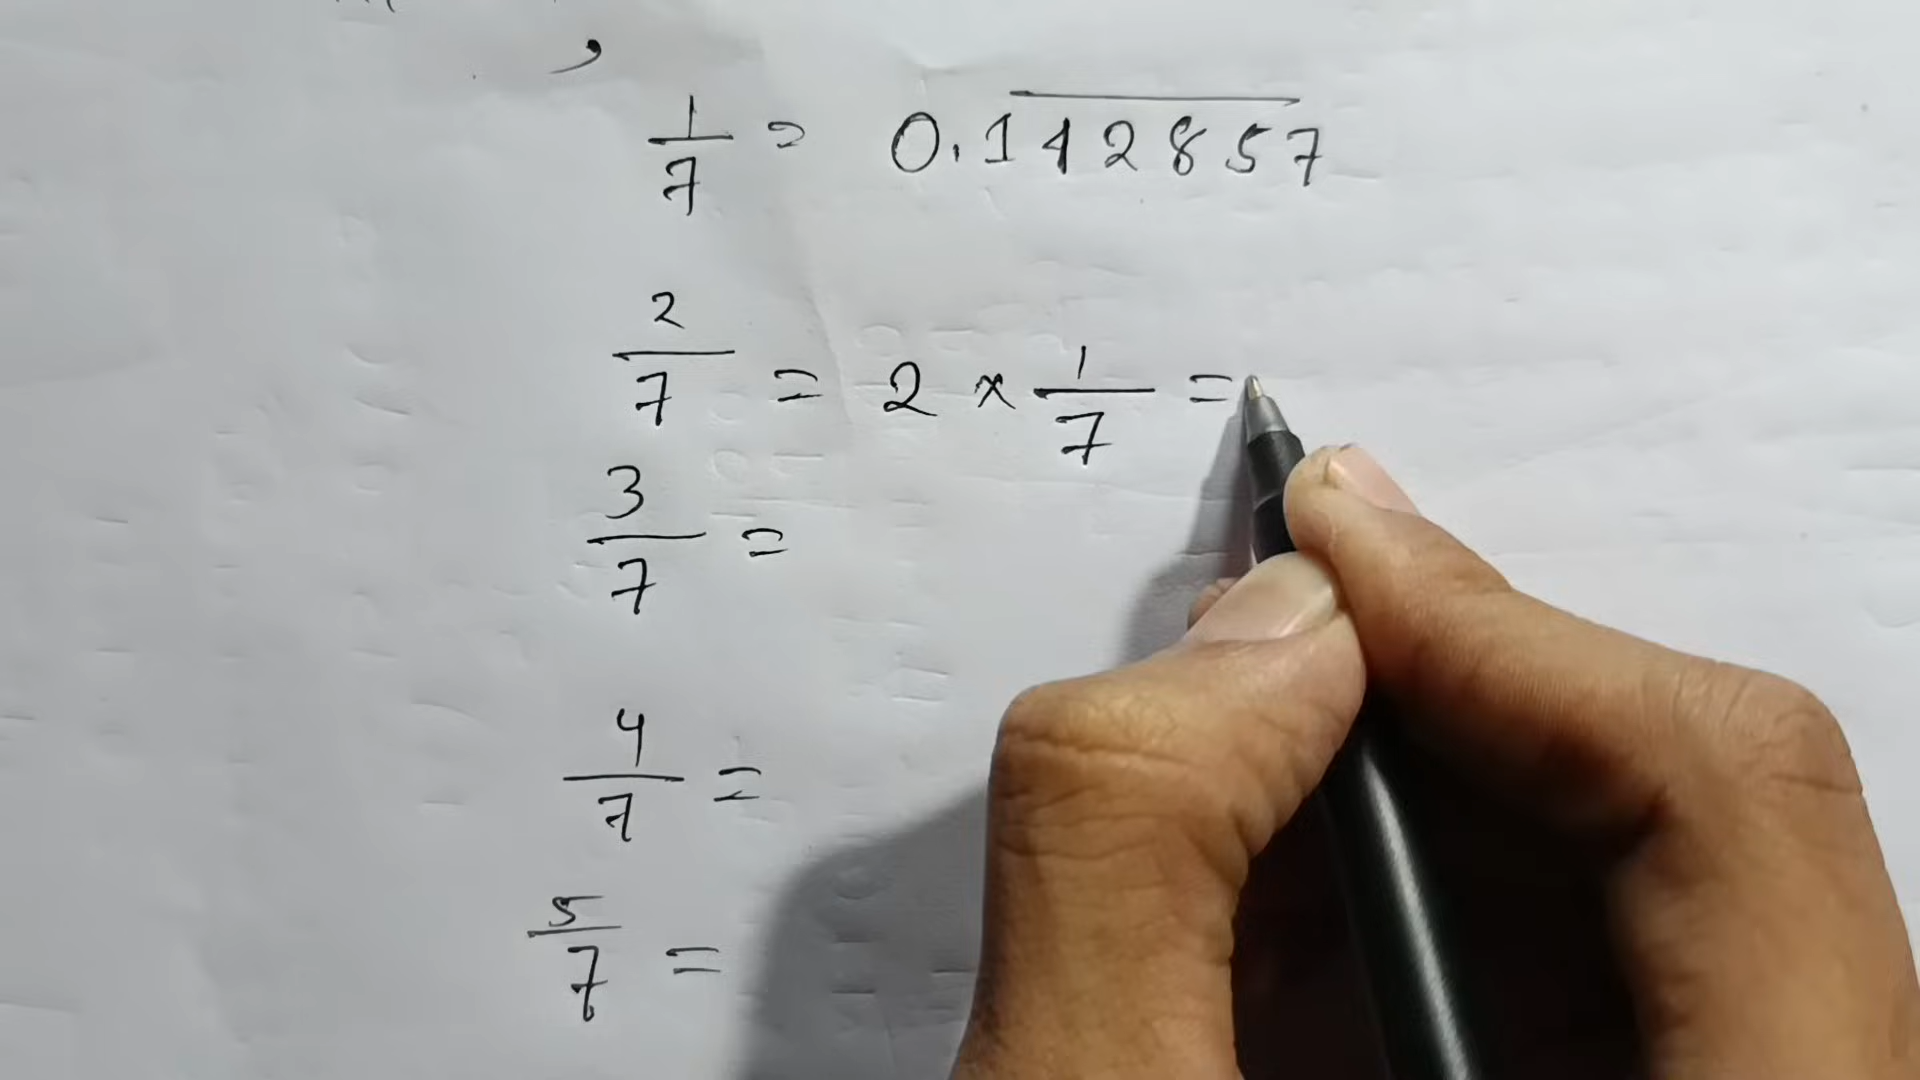 1/7 = 0.142857
2/7 = 2 × 1/7 =
3/7 =
4/7 =
5/7 =